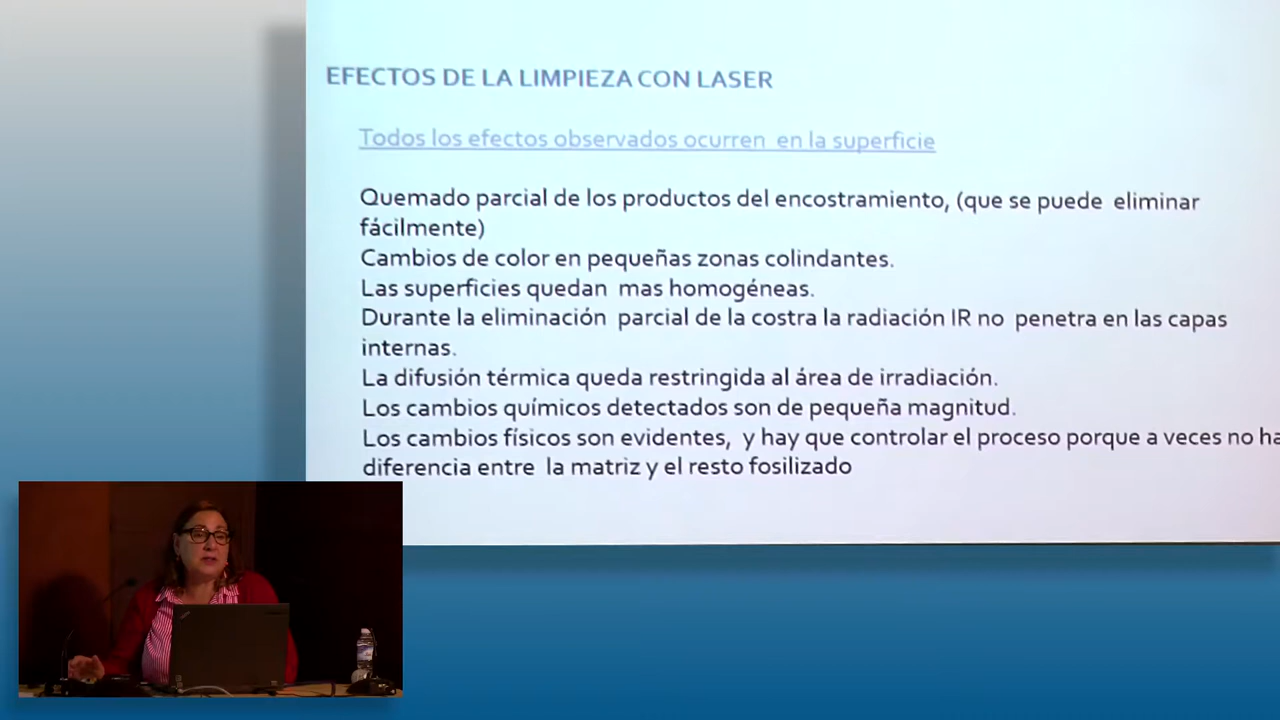 EFECTOS DE LA LIMPIEZA CON LASER
Todos los efectos observados ocurren en la superficie
Quemado parcial de los productos del encostramiento, (que se puede eliminar
fácilmente)
Cambios de color en pequeñas zonas colindantes.
Las superficies quedan mas homogéneas.
Durante la eliminación parcial de la costra la radiación IR no penetra en las capas
internas.
La difusión térmica queda restringida al área de irradiación.
Los cambios químicos detectados son de pequeña magnitud.
Los cambios físicos son evidentes, y hay que controlar el proceso porque a veces no
diferencia entre la matriz y el resto fosilizado